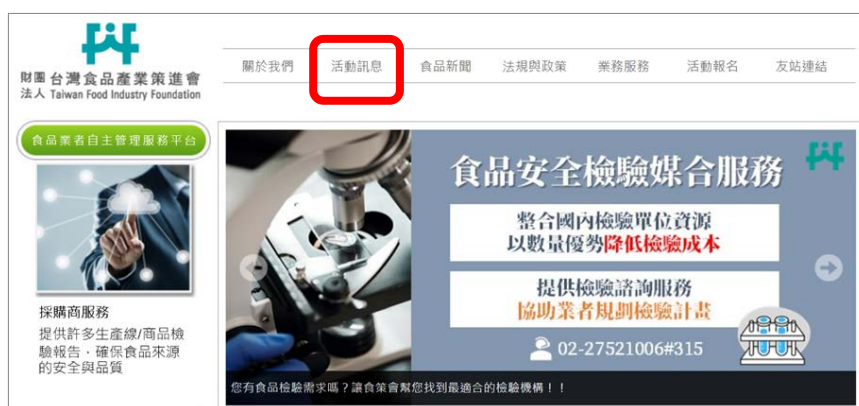 財團法人 台灣食品產業策進會
Taiwan Food Industry Foundation
關於我們 活動訊息 食品新聞 法規與政策 業務服務 活動報名 友站連結
食品業者自主管理服務平台
食品安全檢驗媒合服務
整合國內檢驗單位資源
以數量優勢降低檢驗成本
提供檢驗諮詢服務
協助業者規劃檢驗計畫
02-27521006#315
您有食品檢驗需求嗎？讓食策會幫您找到最適合的檢驗機構！！
採購商服務
提供許多生產線/商品檢
驗報告，確保食品來源
的安全與品質